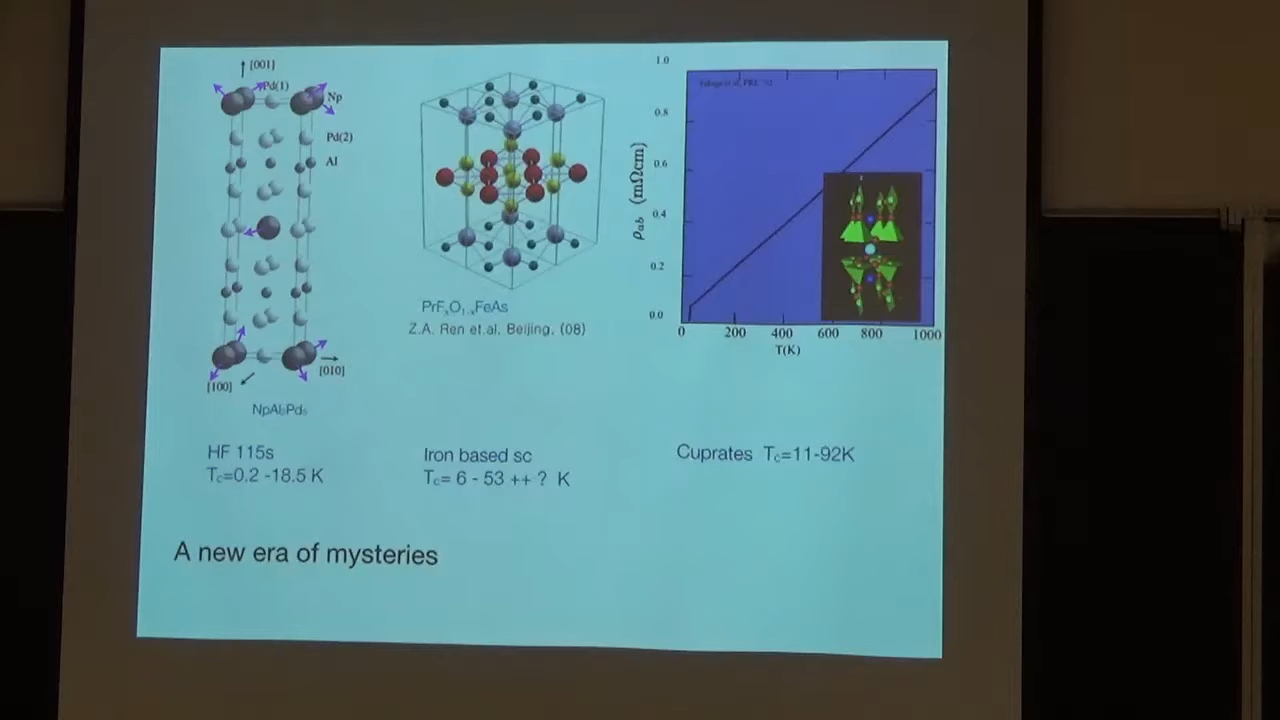 [001]
Pd(1)
Np
Pd(2)
Al
[010]
[100]
NpAl₂Pd₅
HF 115s
Tc=0.2 -18.5 K
PrFₓO₁₋ₓFeAs
Z.A. Ren et.al. Beijing. (08)
Iron based sc
Tc= 6 - 53 ++ ? K
1.0
0.8
0.6
0.4
0.2
0.0
ρab (mΩcm)
0 200 400 600 800 1000
T(K)
Cuprates Tc=11-92K
A new era of mysteries